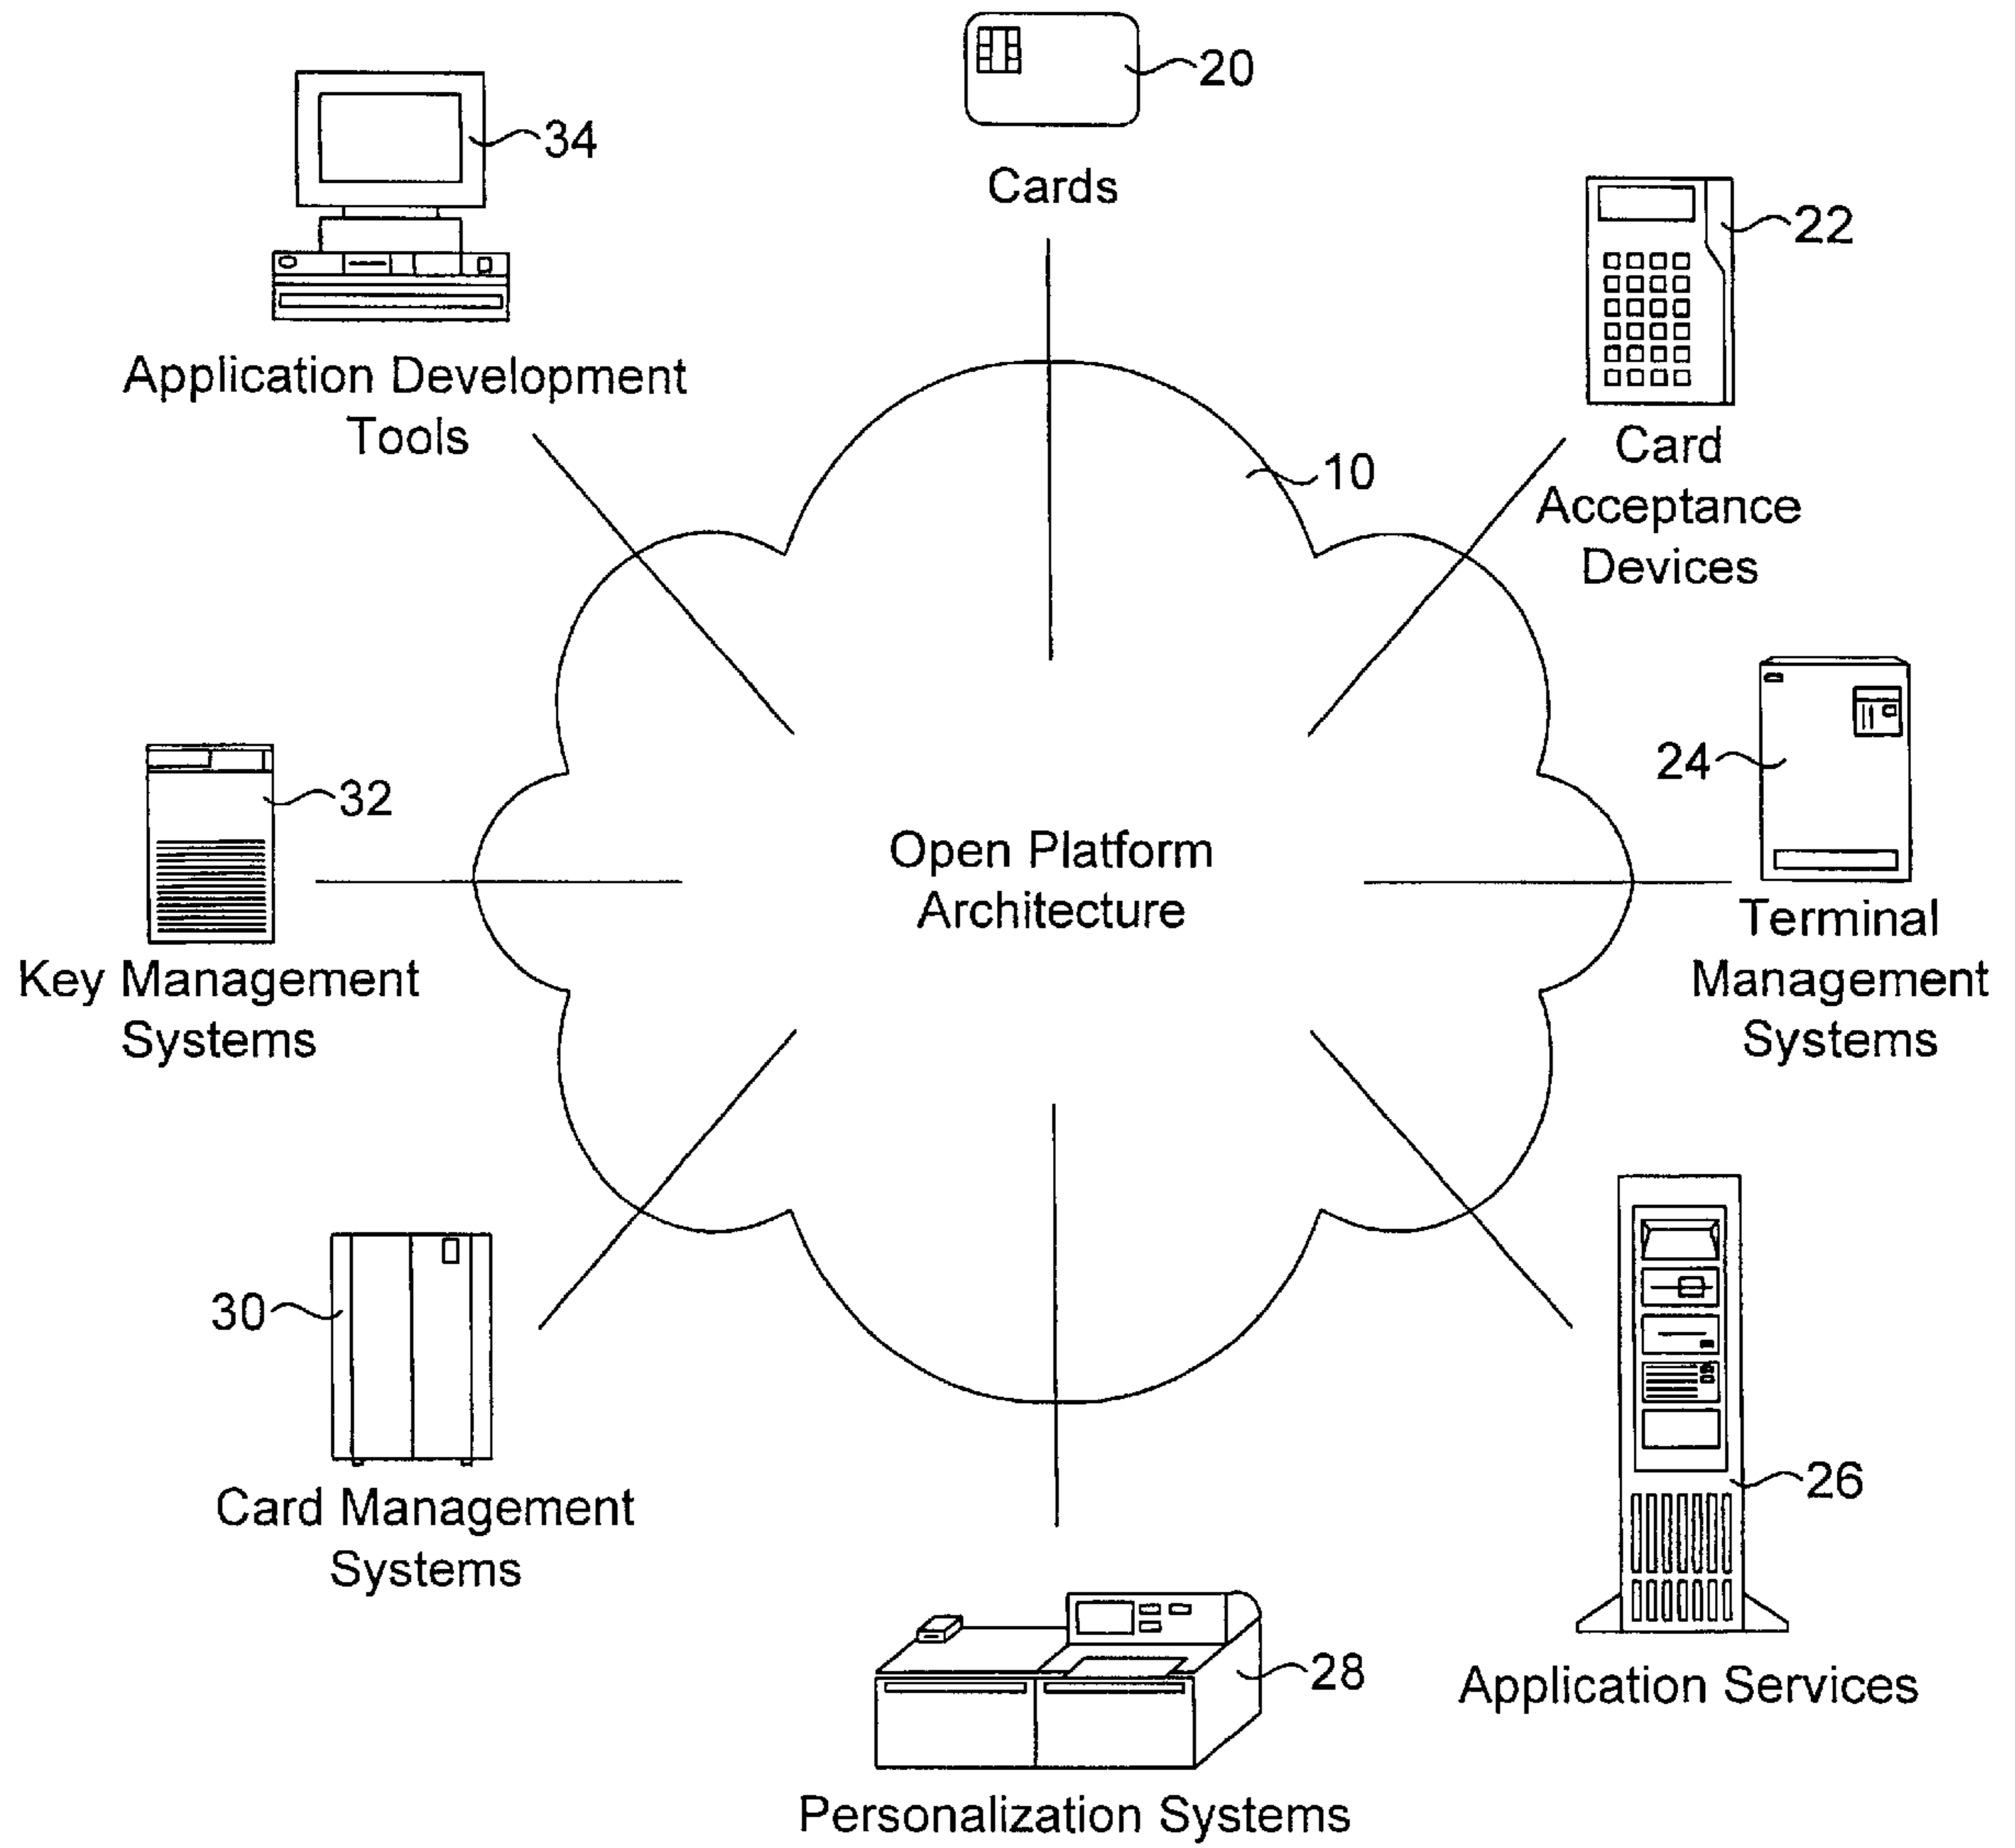 20
Cards
34
Application Development
Tools
22
Card
Acceptance
Devices
10
24
Terminal
Management
Systems
32
Key Management
Systems
Open Platform
Architecture
30
Card Management
Systems
26
Application Services
28
Personalization Systems